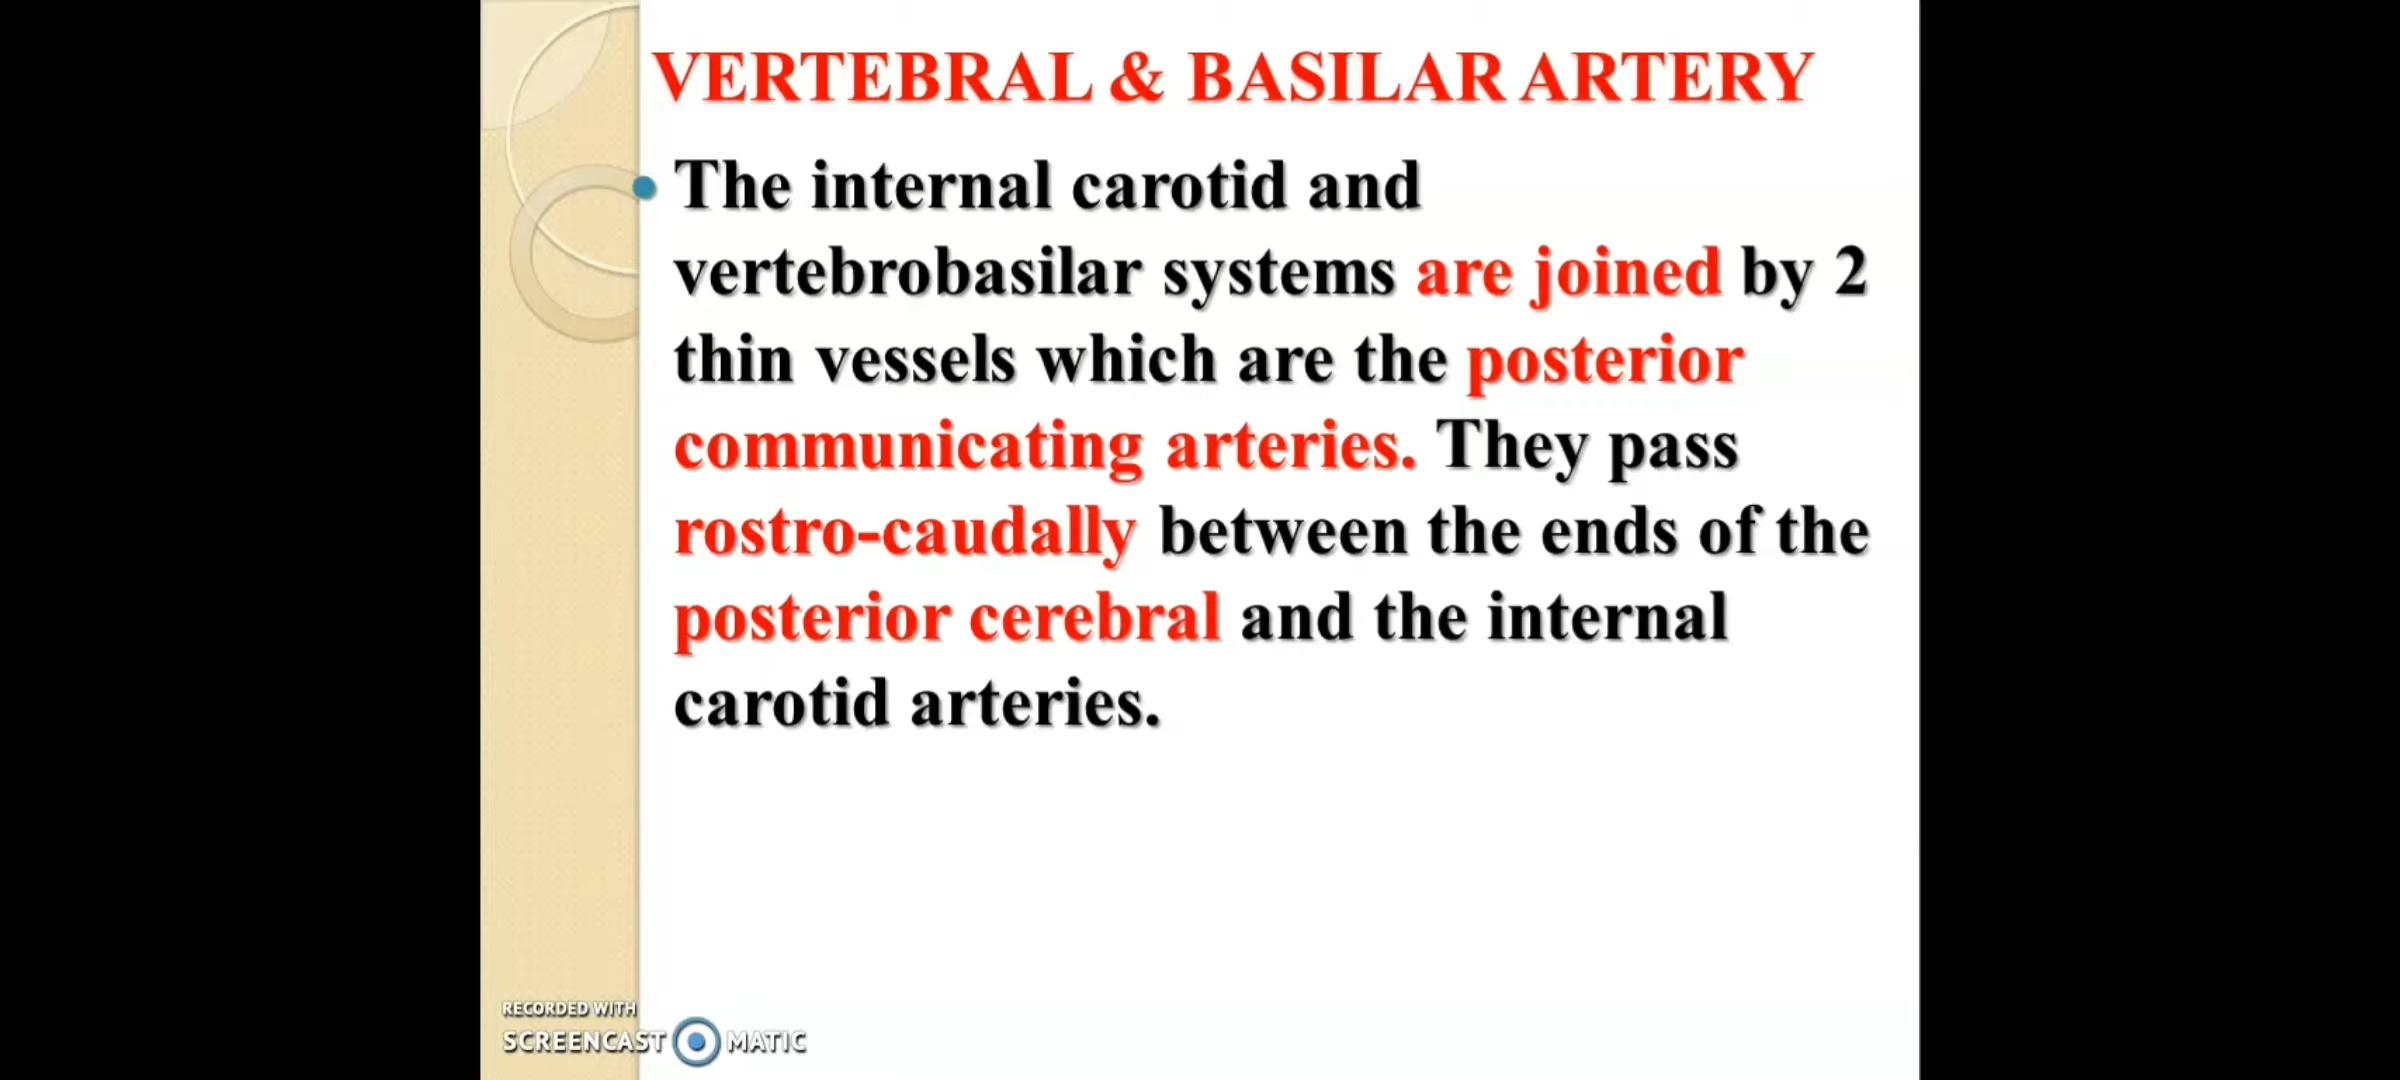 VERTEBRAL & BASILAR ARTERY
• The internal carotid and
vertebrobasilar systems are joined by 2
thin vessels which are the posterior
communicating arteries. They pass
rostro-caudally between the ends of the
posterior cerebral and the internal
carotid arteries.
RECORDED WITH
SCREENCAST MATIC